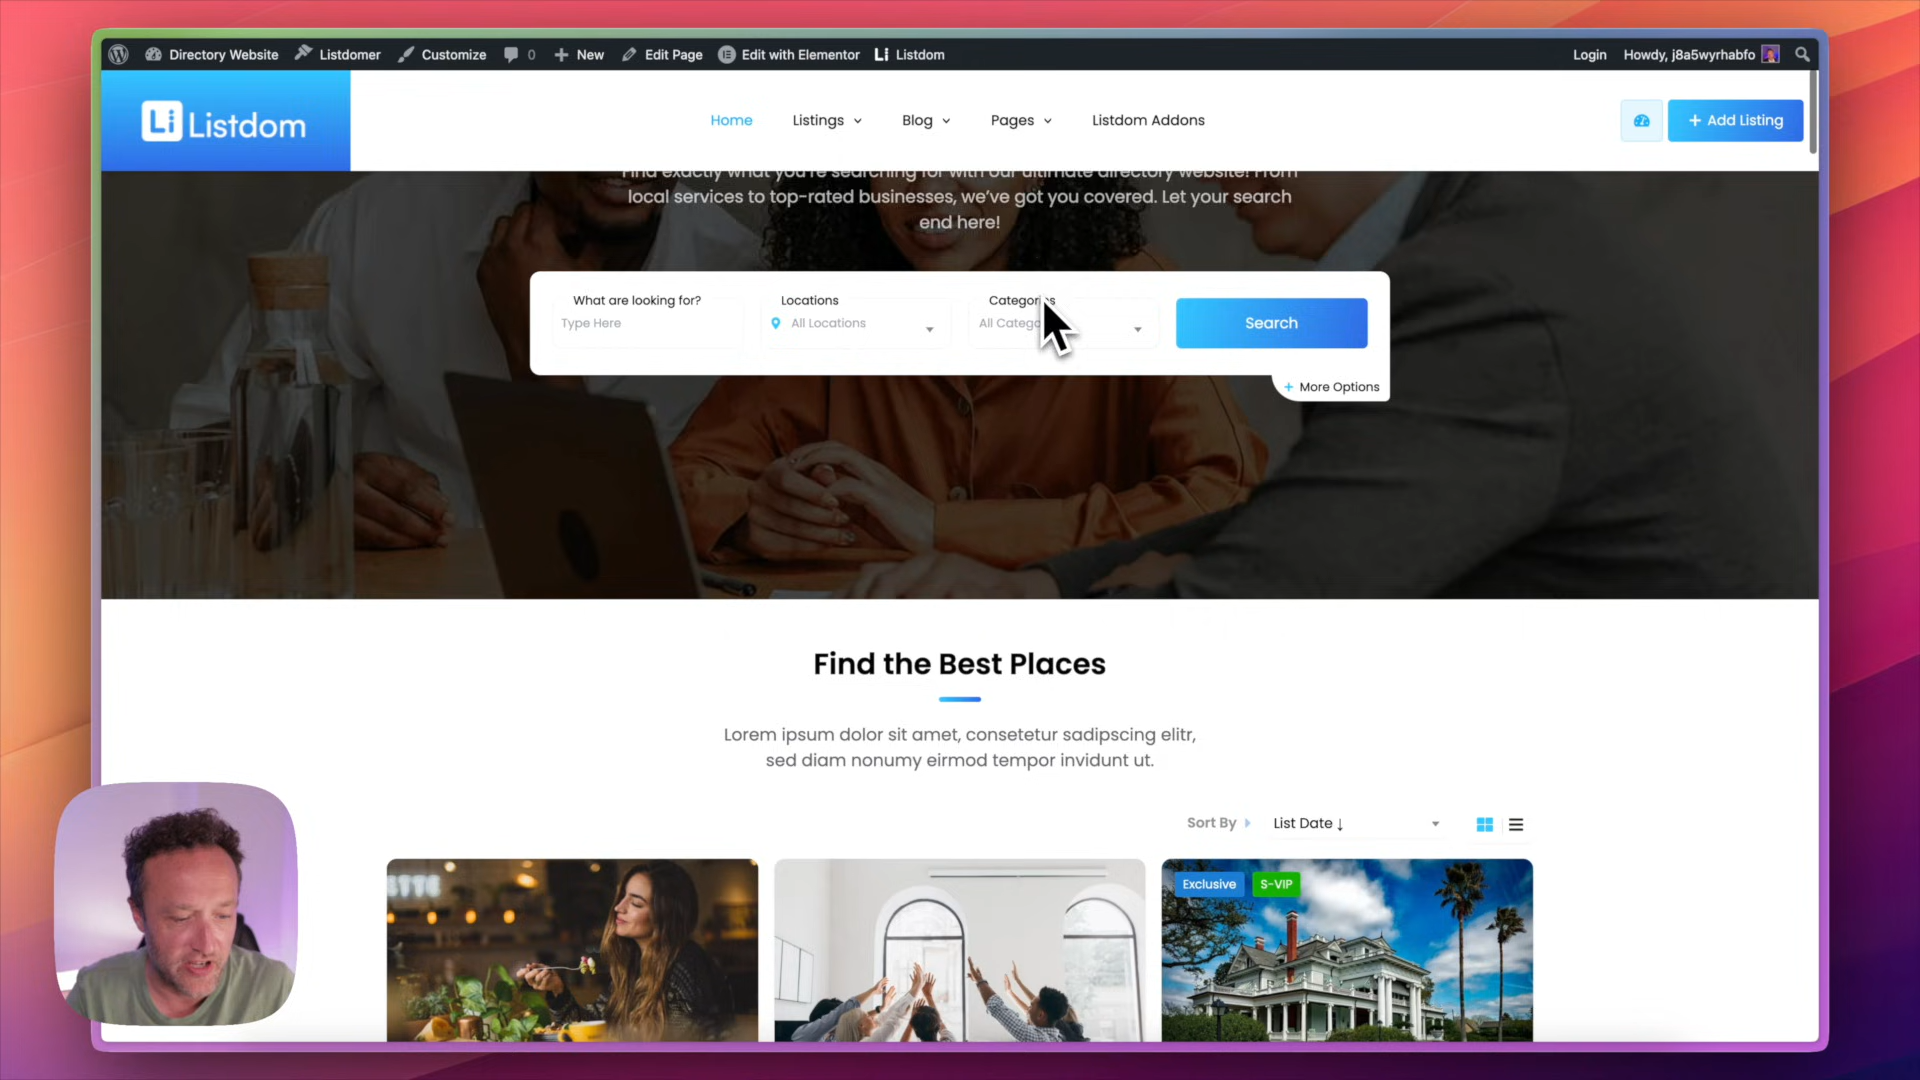 Directory Website Listdomer Customize 0 New Edit Page Edit with Elementor Li Listdom Login Howdy, j8a5wyrhabfo
Li Listdom Home Listings Blog Pages Listdom Addons + Add Listing
Find exactly what you're searching for with our ultimate directory website! From
local services to top-rated businesses, we've got you covered. Let your search
end here!
What are looking for? Locations Categories
Type Here All Locations All Catego Search
+ More Options
Find the Best Places
Lorem ipsum dolor sit amet, consetetur sadipscing elitr,
sed diam nonumy eirmod tempor invidunt ut.
Sort By List Date ↓
Exclusive S-VIP